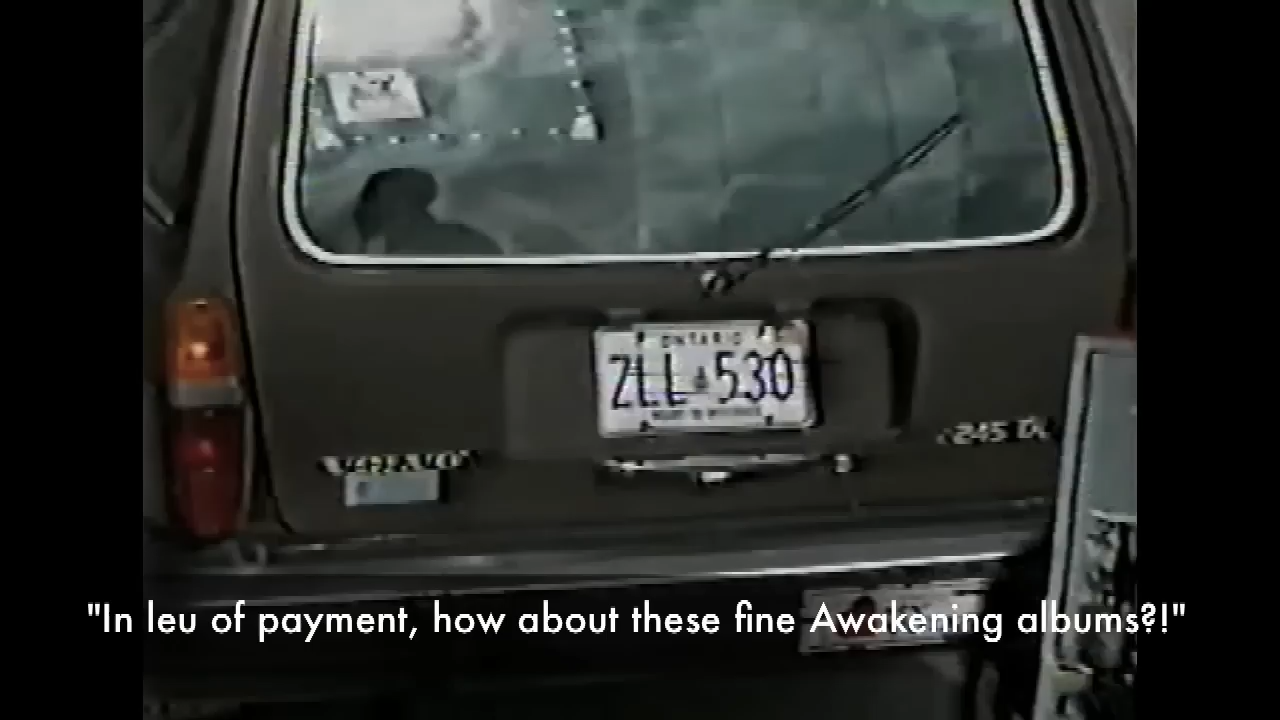 ONTARIO
ZLL 530
VOLVO
245 DL
"In leu of payment, how about these fine Awakening albums?!"